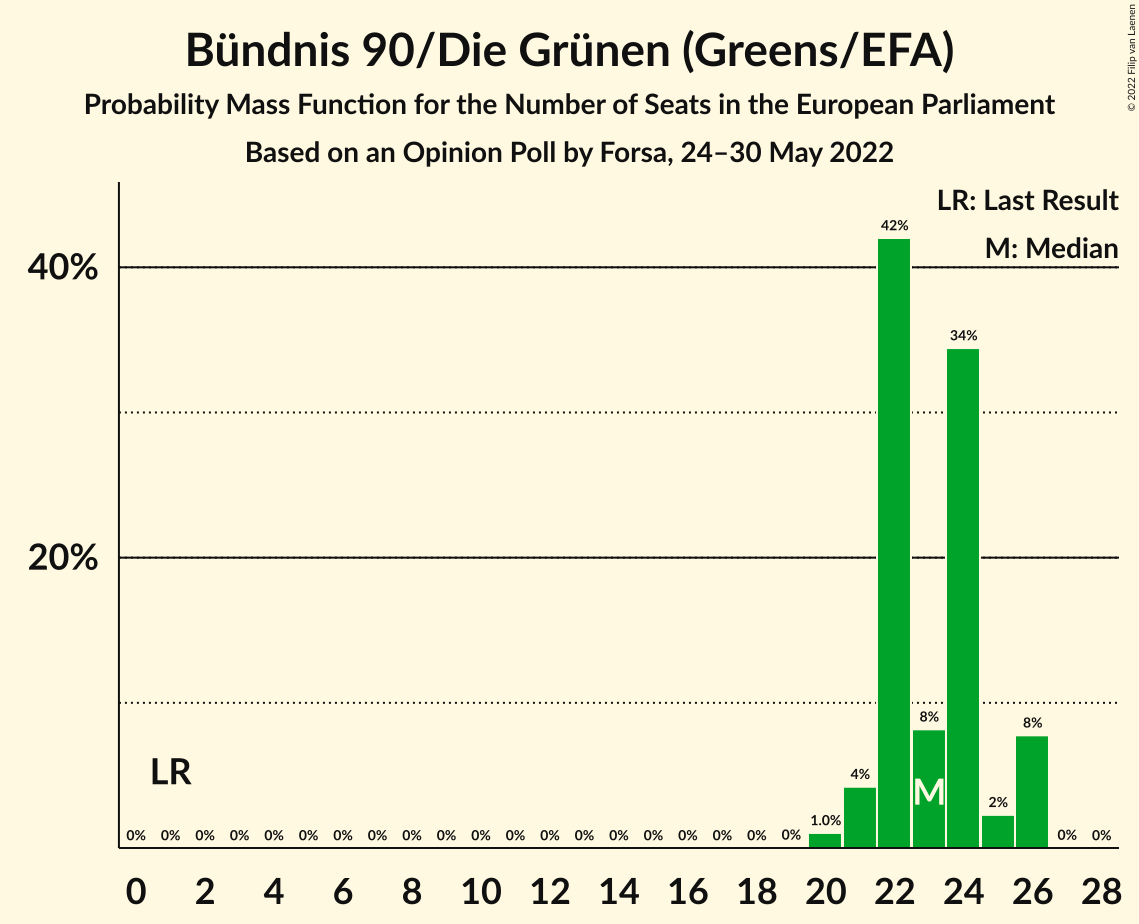 Bündnis 90/Die Grünen (Greens/EFA)
Probability Mass Function for the Number of Seats in the European Parliament
Based on an Opinion Poll by Forsa, 24–30 May 2022
© 2022 Filip van Laenen
LR: Last Result
M: Median
40%
20%
42%
34%
8%
8%
4%
2%
1.0%
LR
M
0% 0% 0% 0% 0% 0% 0% 0% 0% 0% 0% 0% 0% 0% 0% 0% 0% 0% 0% 0% 0% 0%
0 2 4 6 8 10 12 14 16 18 20 22 24 26 28